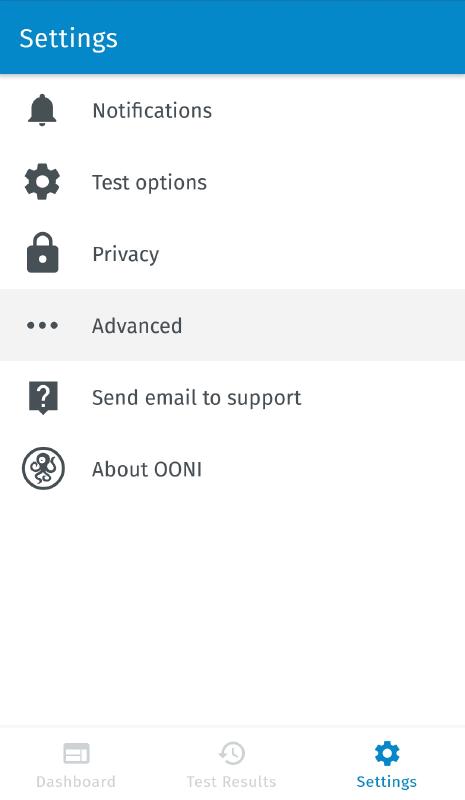 Settings
Notifications
Test options
Privacy
Advanced
Send email to support
About OONI
Dashboard
Test Results
Settings